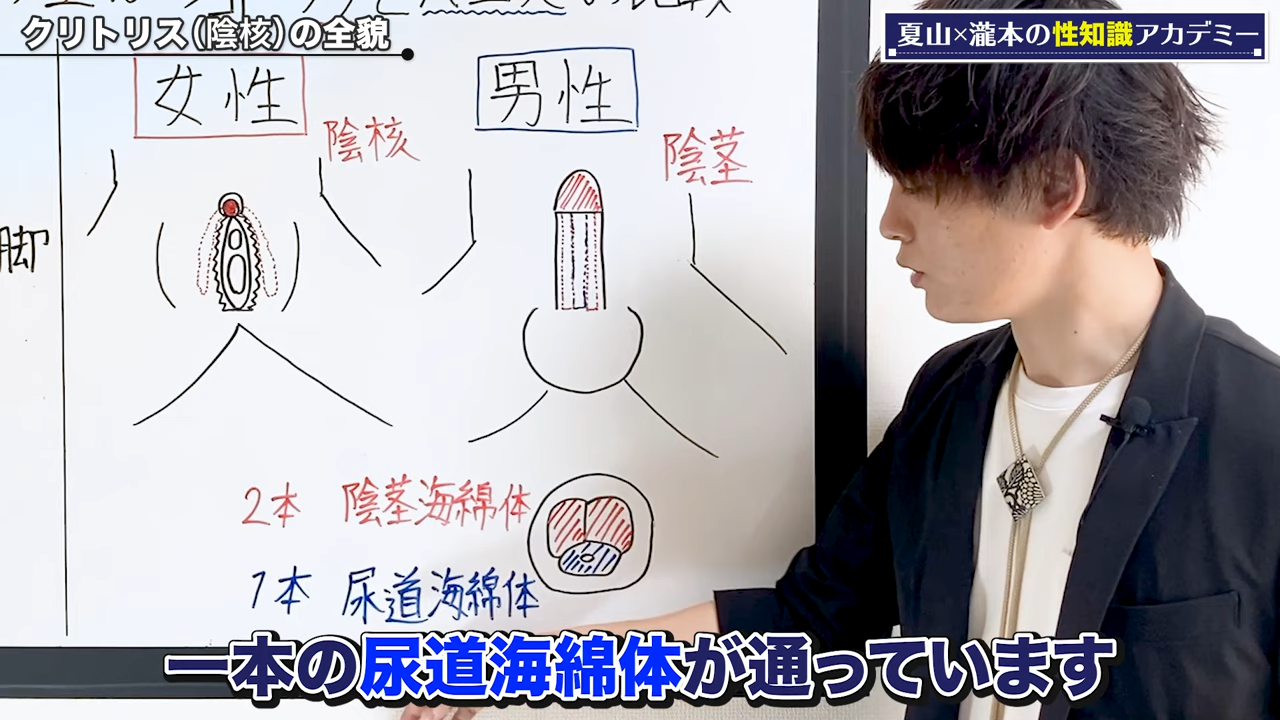 クリトリス(陰核)の全貌
夏山×瀧本の性知識アカデミー
女性
男性
陰核
陰茎
脚
2本 陰茎海綿体
1本 尿道海綿体
一本の尿道海綿体が通っています